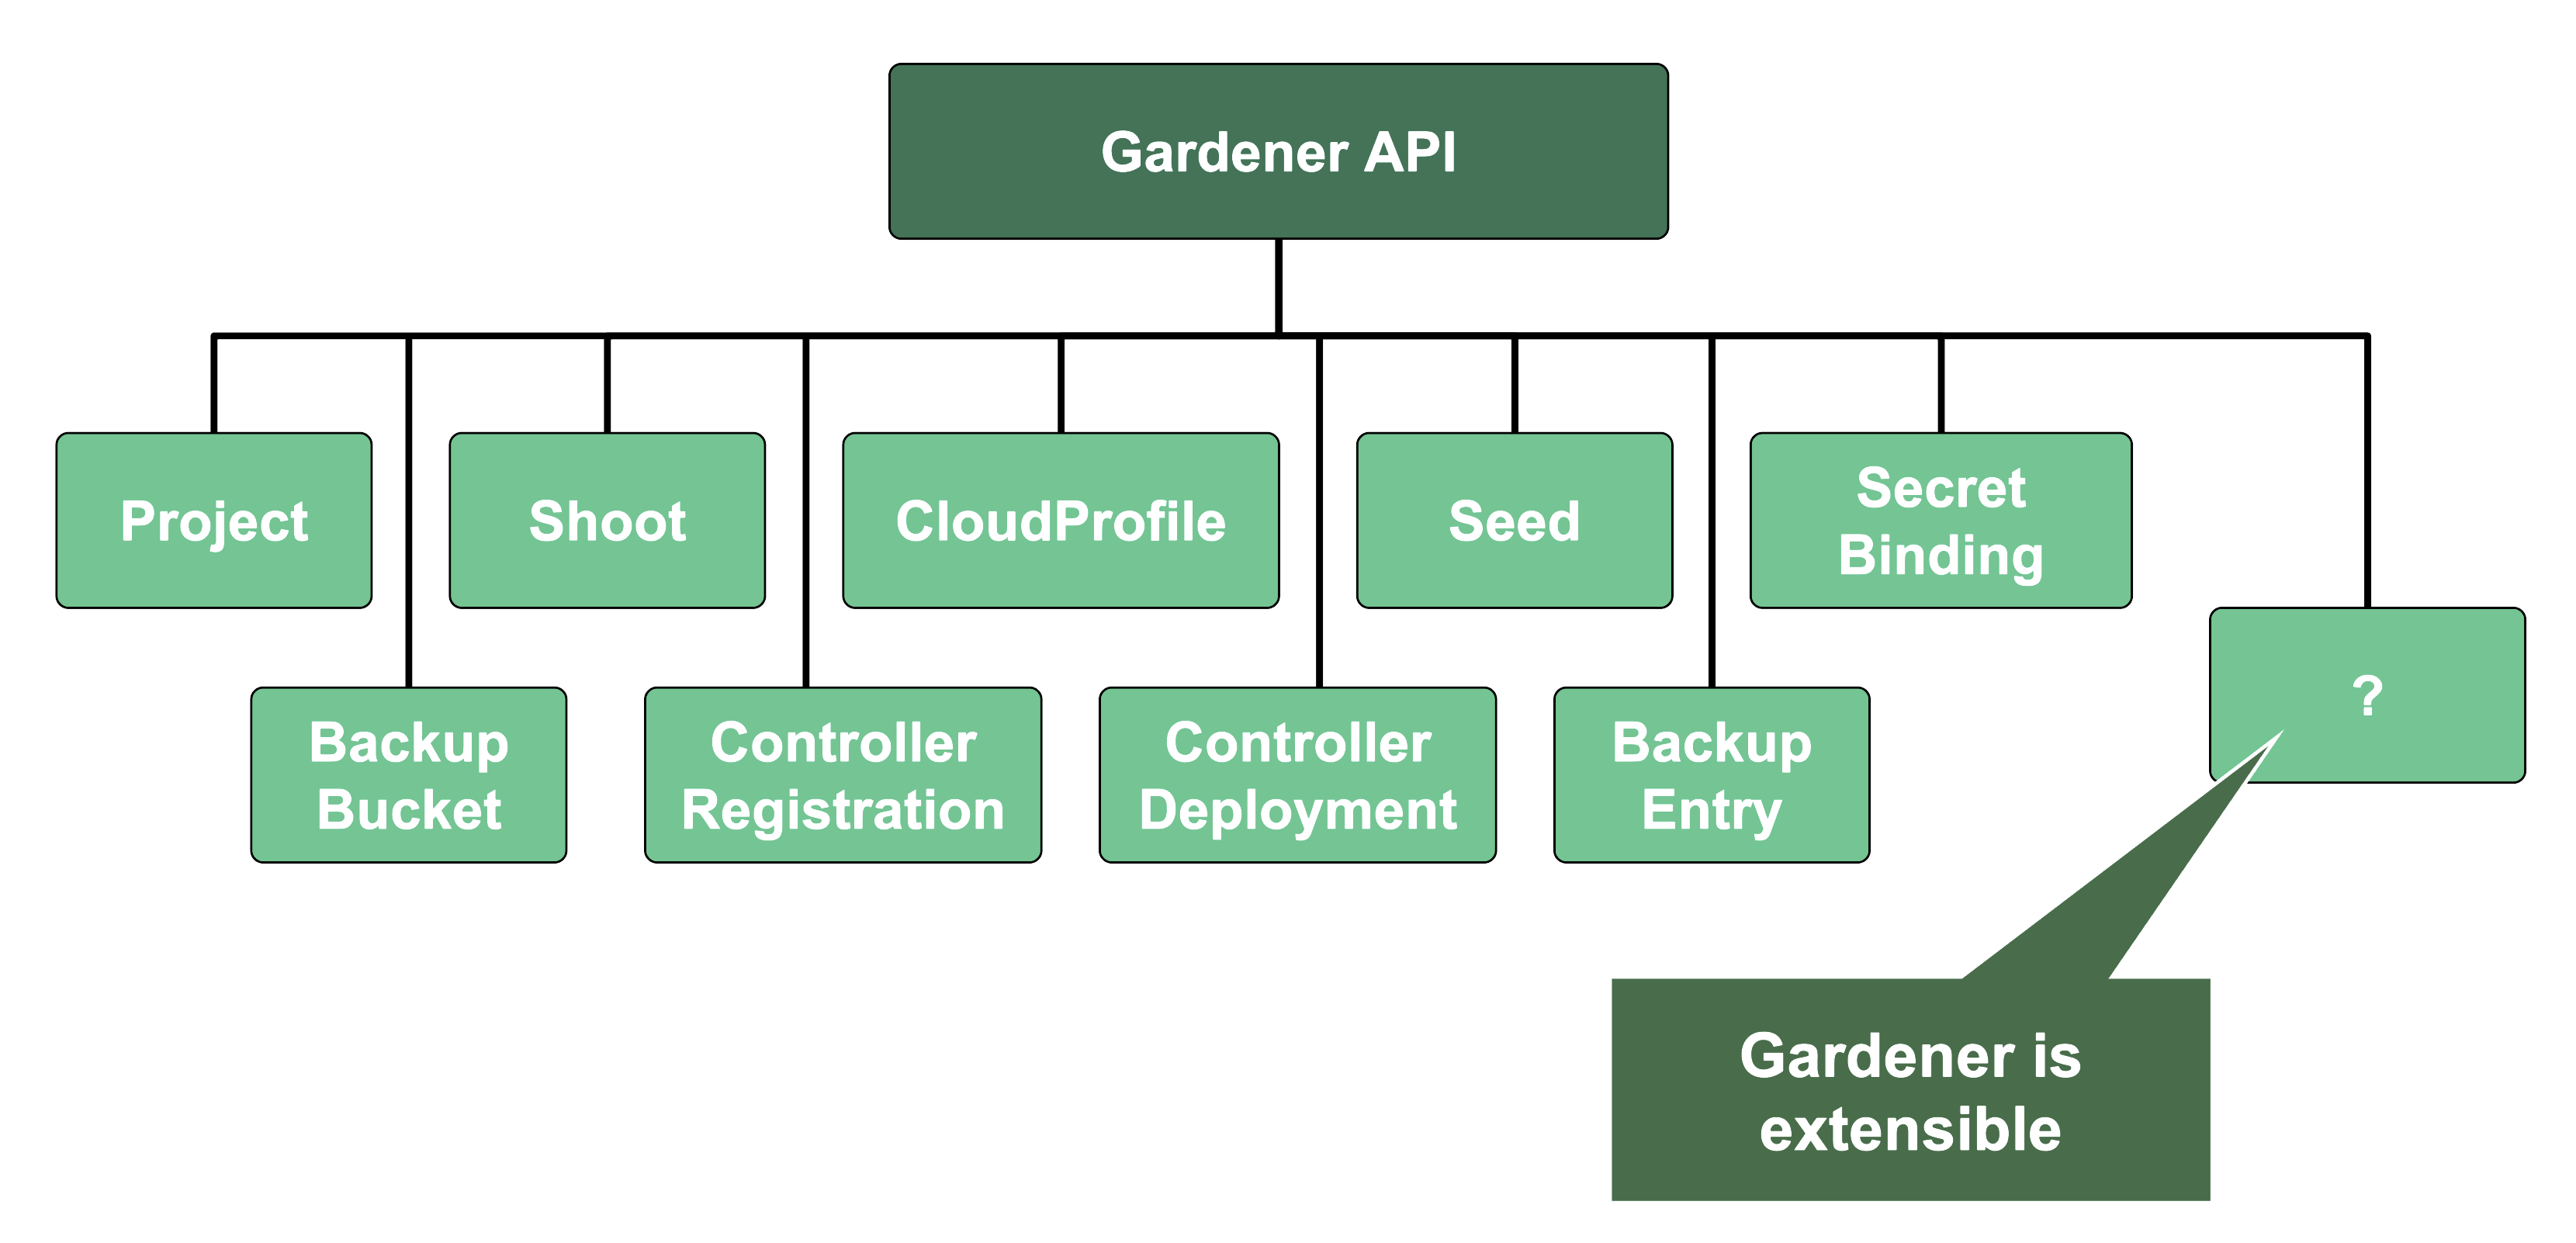 Gardener API
Project
Shoot
CloudProfile
Seed
Secret
Binding
?
Backup
Bucket
Controller
Registration
Controller
Deployment
Backup
Entry
Gardener is
extensible